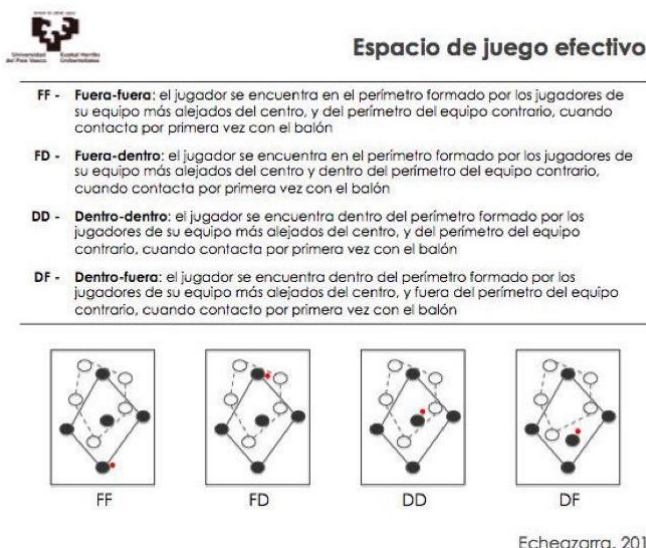 Universidad del País Vasco
Euskal Herriko Unibertsitatea
Espacio de juego efectivo
FF - Fuera-fuera: el jugador se encuentra en el perímetro formado por los jugadores de
su equipo más alejados del centro, y del perímetro del equipo contrario, cuando
contacta por primera vez con el balón
FD - Fuera-dentro: el jugador se encuentra en el perímetro formado por los jugadores de
su equipo más alejados del centro y dentro del perímetro del equipo contrario,
cuando contacta por primera vez con el balón
DD - Dentro-dentro: el jugador se encuentra dentro del perímetro formado por los
jugadores de su equipo más alejados del centro, y del perímetro del equipo
contrario, cuando contacta por primera vez con el balón
DF - Dentro-fuera: el jugador se encuentra dentro del perímetro formado por los
jugadores de su equipo más alejados del centro, y fuera del perímetro del equipo
contrario, cuando contacto por primera vez con el balón
FF FD DD DF
Echeazarra, 201